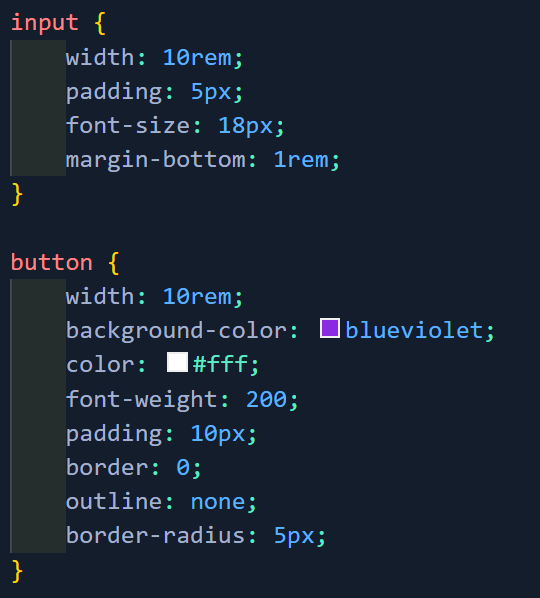 input {
    width: 10rem;
    padding: 5px;
    font-size: 18px;
    margin-bottom: 1rem;
}

button {
    width: 10rem;
    background-color: blueviolet;
    color: #fff;
    font-weight: 200;
    padding: 10px;
    border: 0;
    outline: none;
    border-radius: 5px;
}